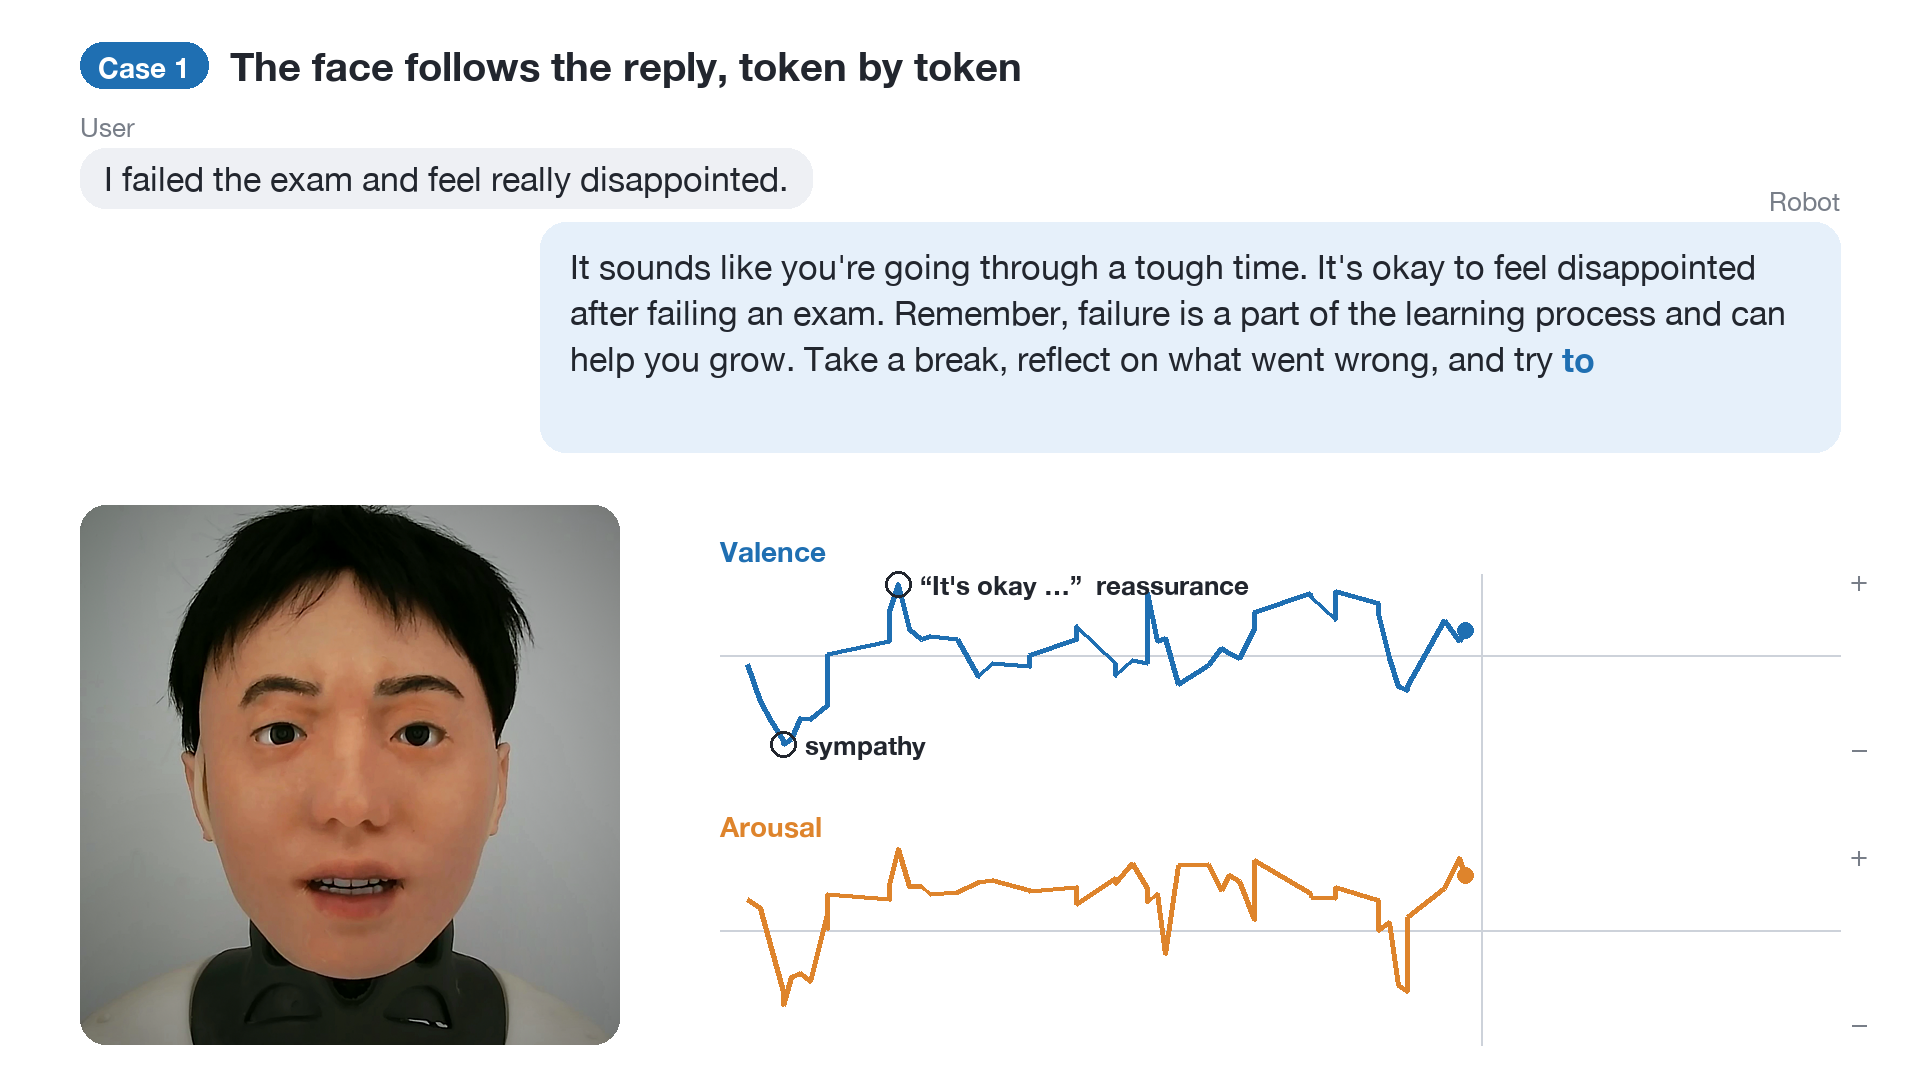 Case 1 The face follows the reply, token by token
User
I failed the exam and feel really disappointed.
Robot
It sounds like you're going through a tough time. It's okay to feel disappointed
after failing an exam. Remember, failure is a part of the learning process and can
help you grow. Take a break, reflect on what went wrong, and try to
Valence
“It's okay ...” reassurance
+
sympathy
−
Arousal
+
−